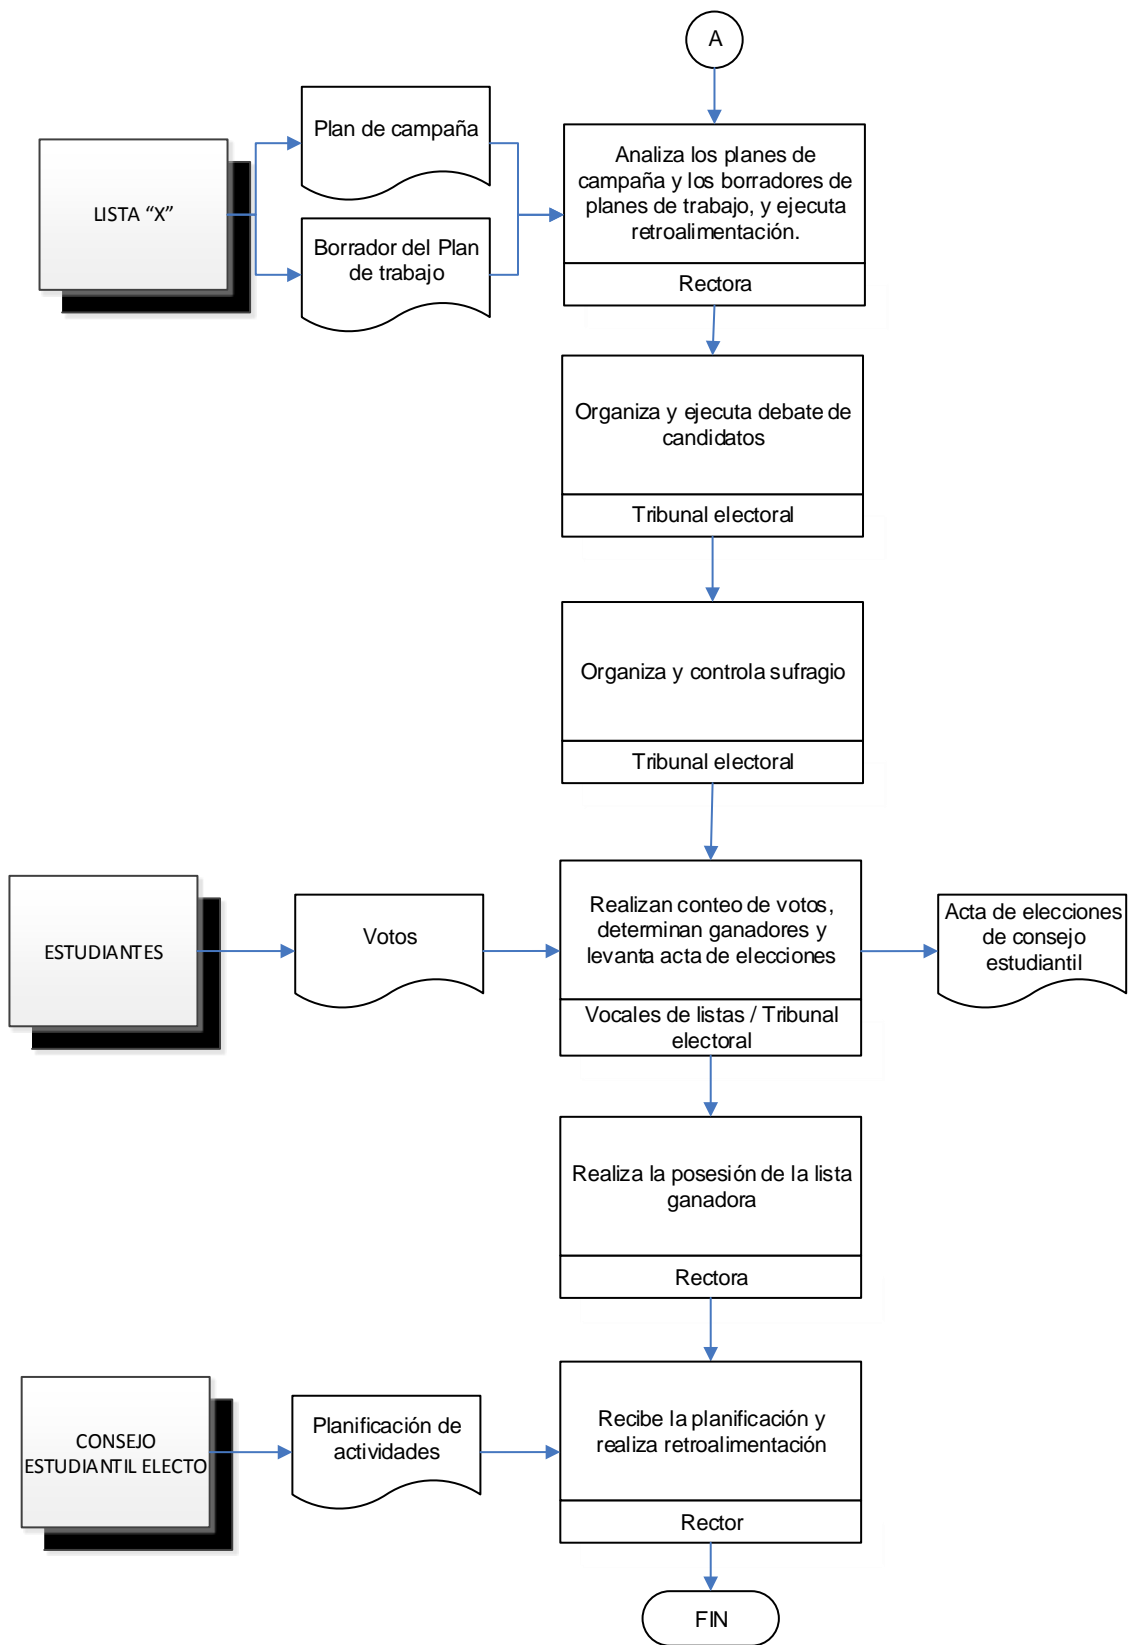 A
Plan de campaña
LISTA “X”
Borrador del Plan
de trabajo
Analiza los planes de
campaña y los borradores de
planes de trabajo, y ejecuta
retroalimentación.
Rectora
Organiza y ejecuta debate de
candidatos
Tribunal electoral
Organiza y controla sufragio
Tribunal electoral
ESTUDIANTES
Votos
Realizan conteo de votos,
determinan ganadores y
levanta acta de elecciones
Vocales de listas / Tribunal
electoral
Acta de elecciones
de consejo
estudiantil
Realiza la posesión de la lista
ganadora
Rectora
CONSEJO
ESTUDIANTIL ELECTO
Planificación de
actividades
Recibe la planificación y
realiza retroalimentación
Rector
FIN